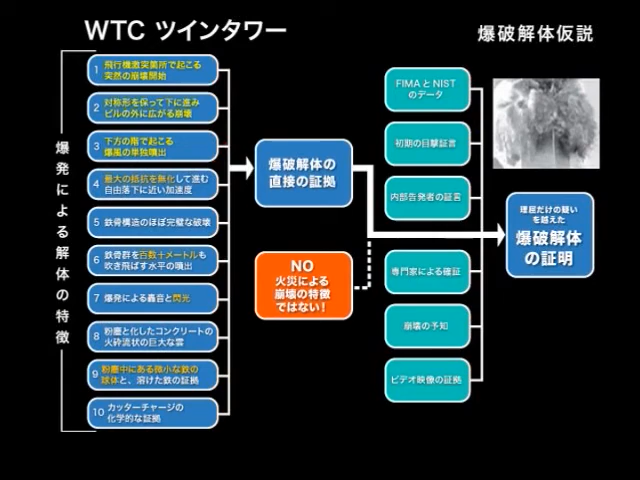 WTC ツインタワー
爆破解体仮説
爆発による解体の特徴
1 飛行機激突箇所で起こる
突然の崩壊開始
2 対称形を保って下に進み
ビルの外に広がる崩壊
3 下方の階で起こる
爆風の単独噴出
4 最大の抵抗を無化して進む
自由落下に近い加速度
5 鉄骨構造のほぼ完璧な破壊
6 鉄骨群を百数十メートルも
吹き飛ばす水平の噴出
7 爆発による轟音と閃光
8 粉塵と化したコンクリートの
火砕流状の巨大な雲
9 粉塵中にある微小な鉄の
球体と、溶けた鉄の証拠
10 カッターチャージの
化学的な証拠
爆破解体の
直接の証拠
NO
火災による
崩壊の特徴
ではない!
FIMAとNIST
のデータ
初期の目撃証言
内部告発者の証言
専門家による確証
崩壊の予知
ビデオ映像の証拠
理屈だけの疑い
を越えた
爆破解体
の証明